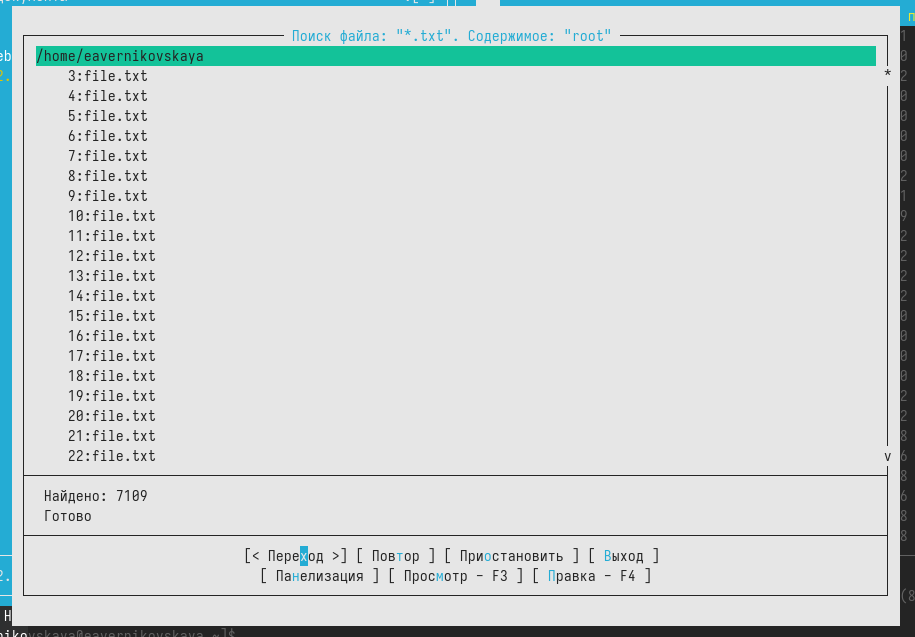 Поиск файла: "*.txt". Содержимое: "root"
/home/eavernikovskaya
3:file.txt
4:file.txt
5:file.txt
6:file.txt
7:file.txt
8:file.txt
9:file.txt
10:file.txt
11:file.txt
12:file.txt
13:file.txt
14:file.txt
15:file.txt
16:file.txt
17:file.txt
18:file.txt
19:file.txt
20:file.txt
21:file.txt
22:file.txt
Найдено: 7109
Готово
[< Переход >] [ Повтор ] [ Приостановить ] [ Выход ]
[ Панелизация ] [ Просмотр - F3 ] [ Правка - F4 ]